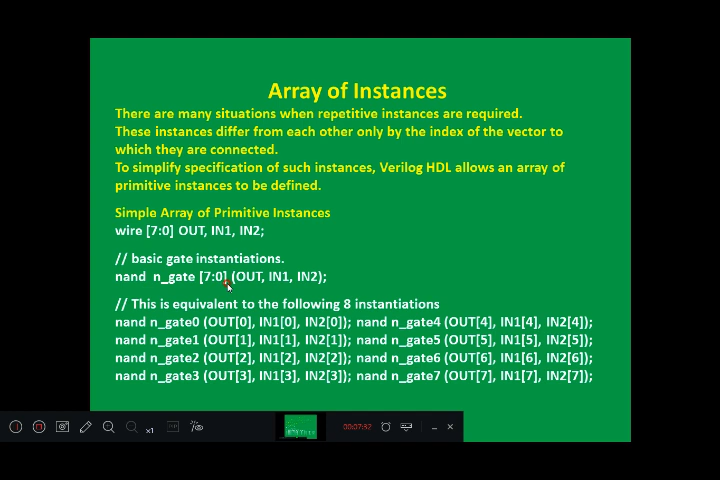 Array of Instances
There are many situations when repetitive instances are required.
These instances differ from each other only by the index of the vector to
which they are connected.
To simplify specification of such instances, Verilog HDL allows an array of
primitive instances to be defined.
Simple Array of Primitive Instances
wire [7:0] OUT, IN1, IN2;
// basic gate instantiations.
nand n_gate [7:0] (OUT, IN1, IN2);
// This is equivalent to the following 8 instantiations
nand n_gate0 (OUT[0], IN1[0], IN2[0]); nand n_gate4 (OUT[4], IN1[4], IN2[4]);
nand n_gate1 (OUT[1], IN1[1], IN2[1]); nand n_gate5 (OUT[5], IN1[5], IN2[5]);
nand n_gate2 (OUT[2], IN1[2], IN2[2]); nand n_gate6 (OUT[6], IN1[6], IN2[6]);
nand n_gate3 (OUT[3], IN1[3], IN2[3]); nand n_gate7 (OUT[7], IN1[7], IN2[7]);
x1
00:07:32